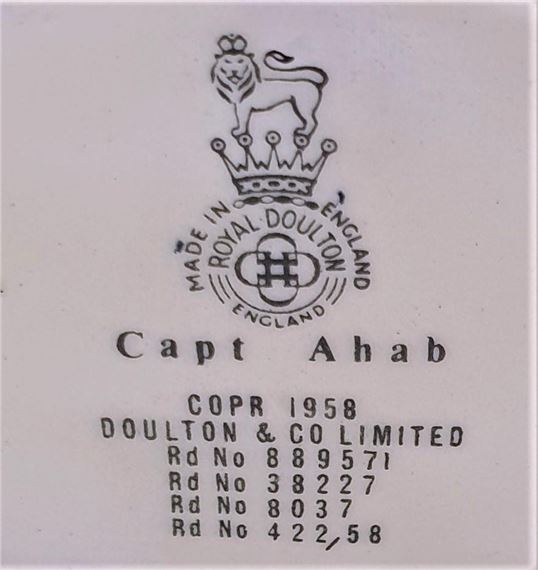 MADE IN ENGLAND
ROYAL·DOULTON
ENGLAND
Capt Ahab
COPR 1958
DOULTON & CO LIMITED
Rd No 889571
Rd No 38227
Rd No 8037
Rd No 422/58